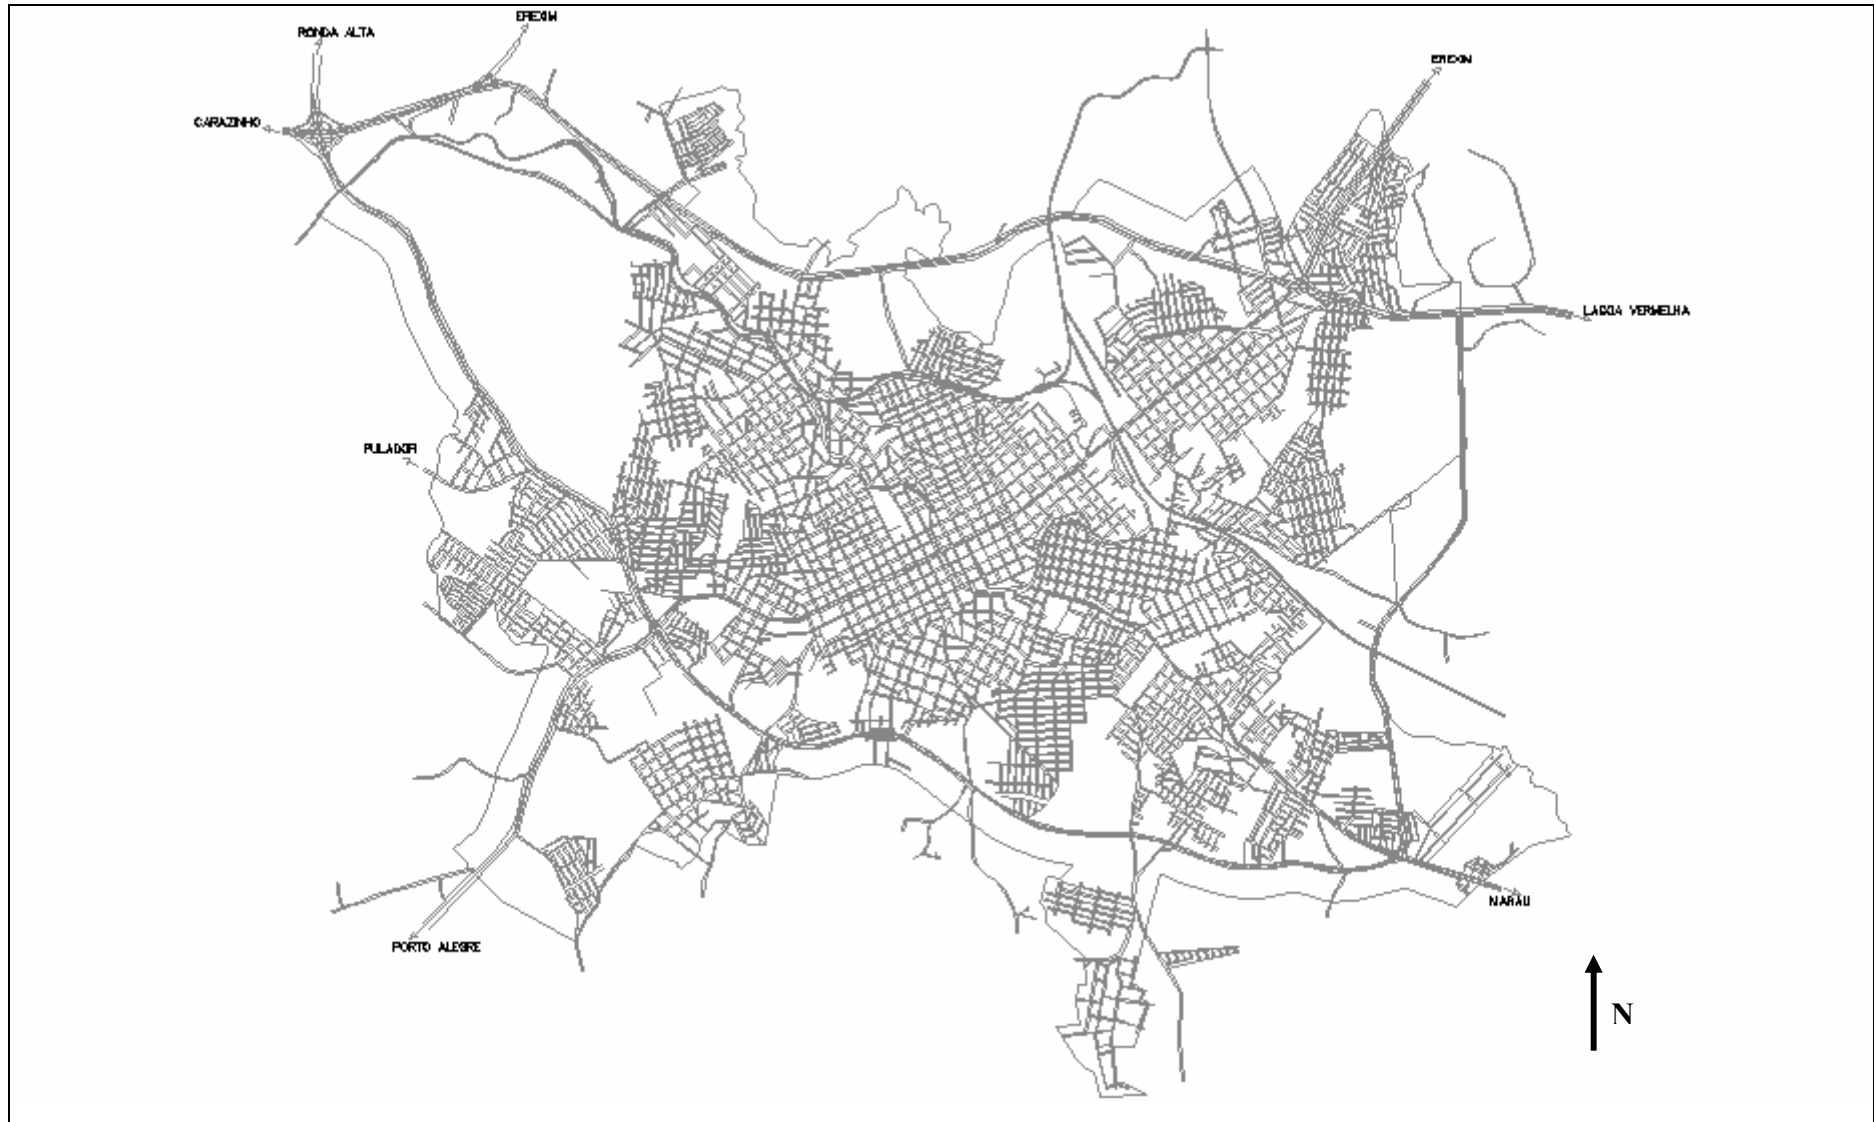 EREXIM
RONDA ALTA
EREXIM
CARAZINHO
LAGOA VERMELHA
PULADOR
MARAU
PORTO ALEGRE
N